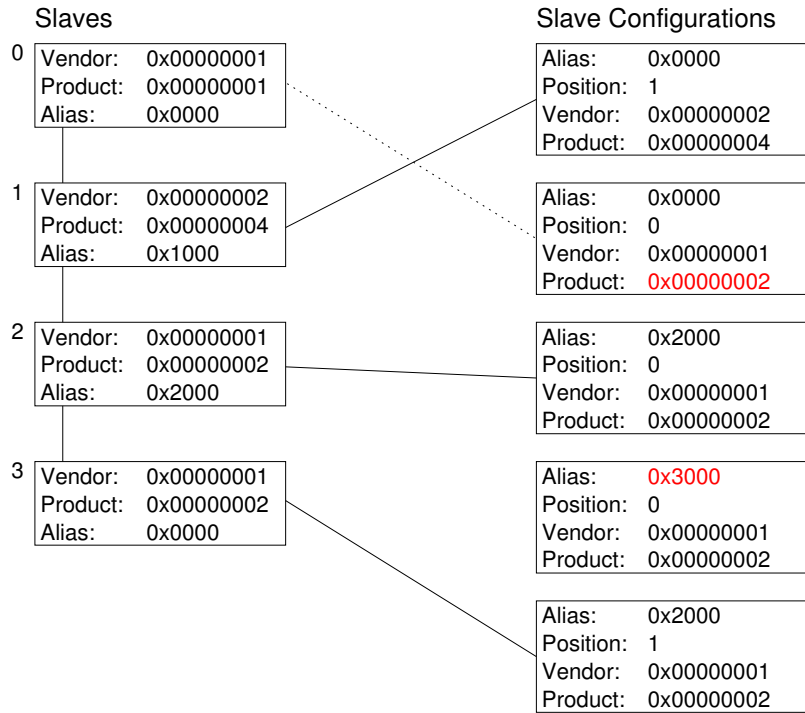 Slaves
0
Vendor: 0x00000001
Product: 0x00000001
Alias: 0x0000
1
Vendor: 0x00000002
Product: 0x00000004
Alias: 0x1000
2
Vendor: 0x00000001
Product: 0x00000002
Alias: 0x2000
3
Vendor: 0x00000001
Product: 0x00000002
Alias: 0x0000
Slave Configurations
Alias: 0x0000
Position: 1
Vendor: 0x00000002
Product: 0x00000004
Alias: 0x0000
Position: 0
Vendor: 0x00000001
Product: 0x00000002
Alias: 0x2000
Position: 0
Vendor: 0x00000001
Product: 0x00000002
Alias: 0x3000
Position: 0
Vendor: 0x00000001
Product: 0x00000002
Alias: 0x2000
Position: 1
Vendor: 0x00000001
Product: 0x00000002